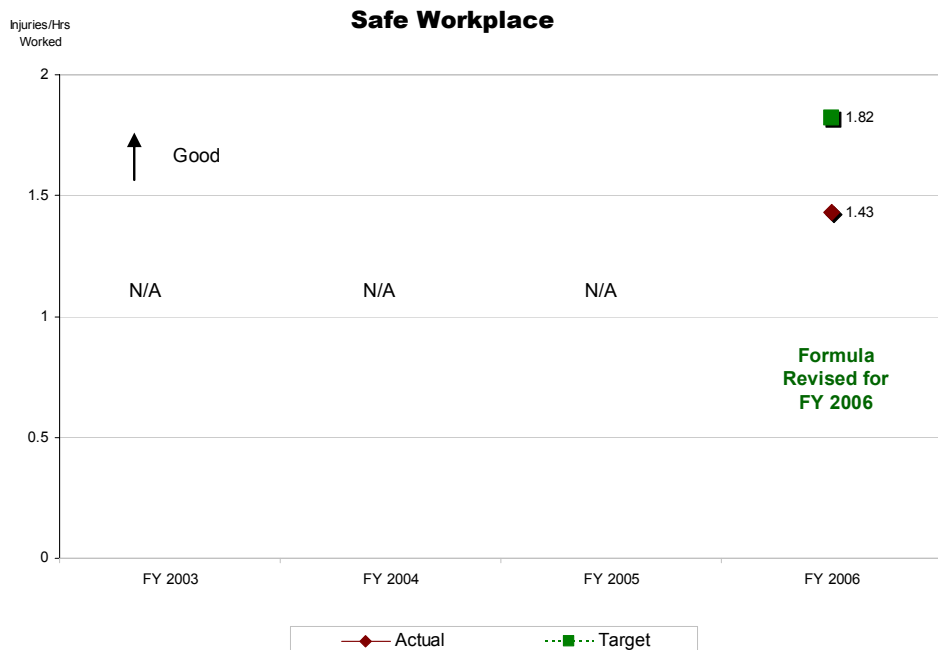 Safe Workplace
Injuries/Hrs
Worked
2
1.82
Good
1.5
1.43
N/A
N/A
N/A
1
Formula
Revised for
FY 2006
0.5
0
FY 2003
FY 2004
FY 2005
FY 2006
Actual
Target